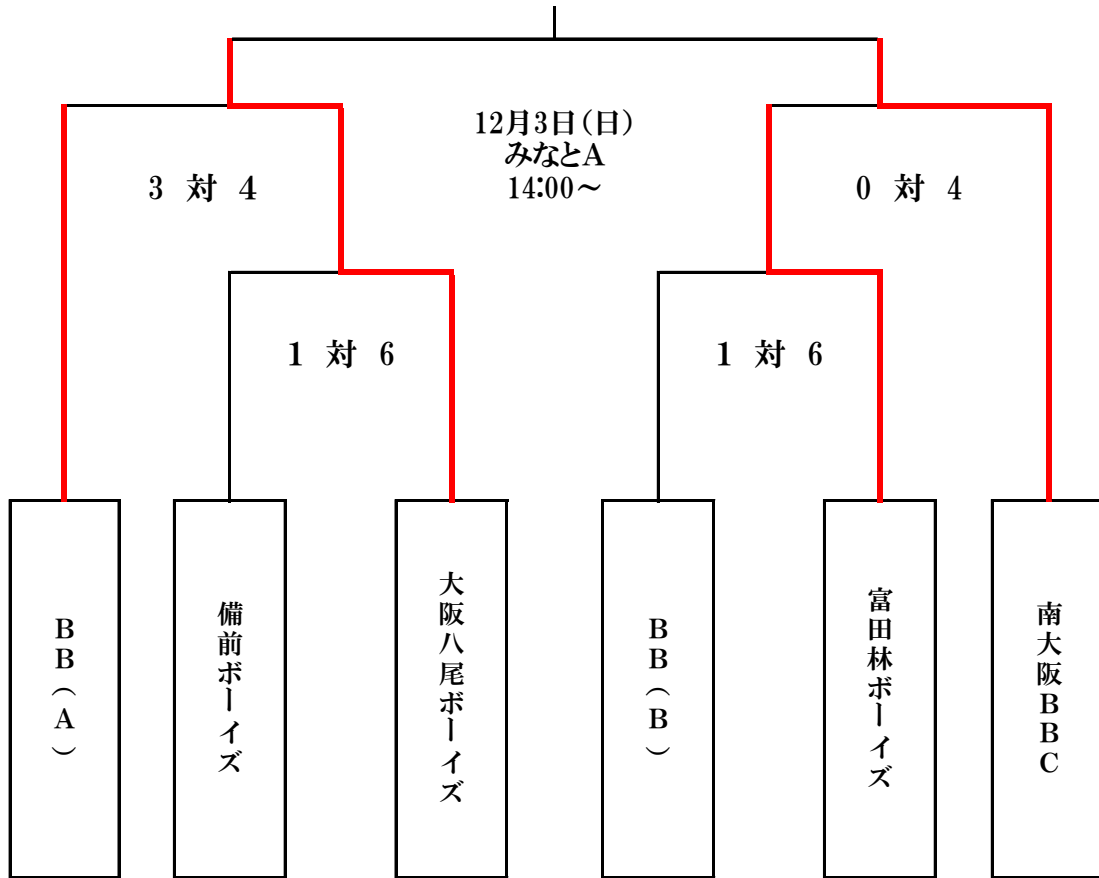 12月3日（日）
みなとA
14:00～
3 対 4
0 対 4
1 対 6
1 対 6
BB（A）
備前ボーイズ
大阪八尾ボーイズ
BB（B）
富田林ボーイズ
南大阪BBC